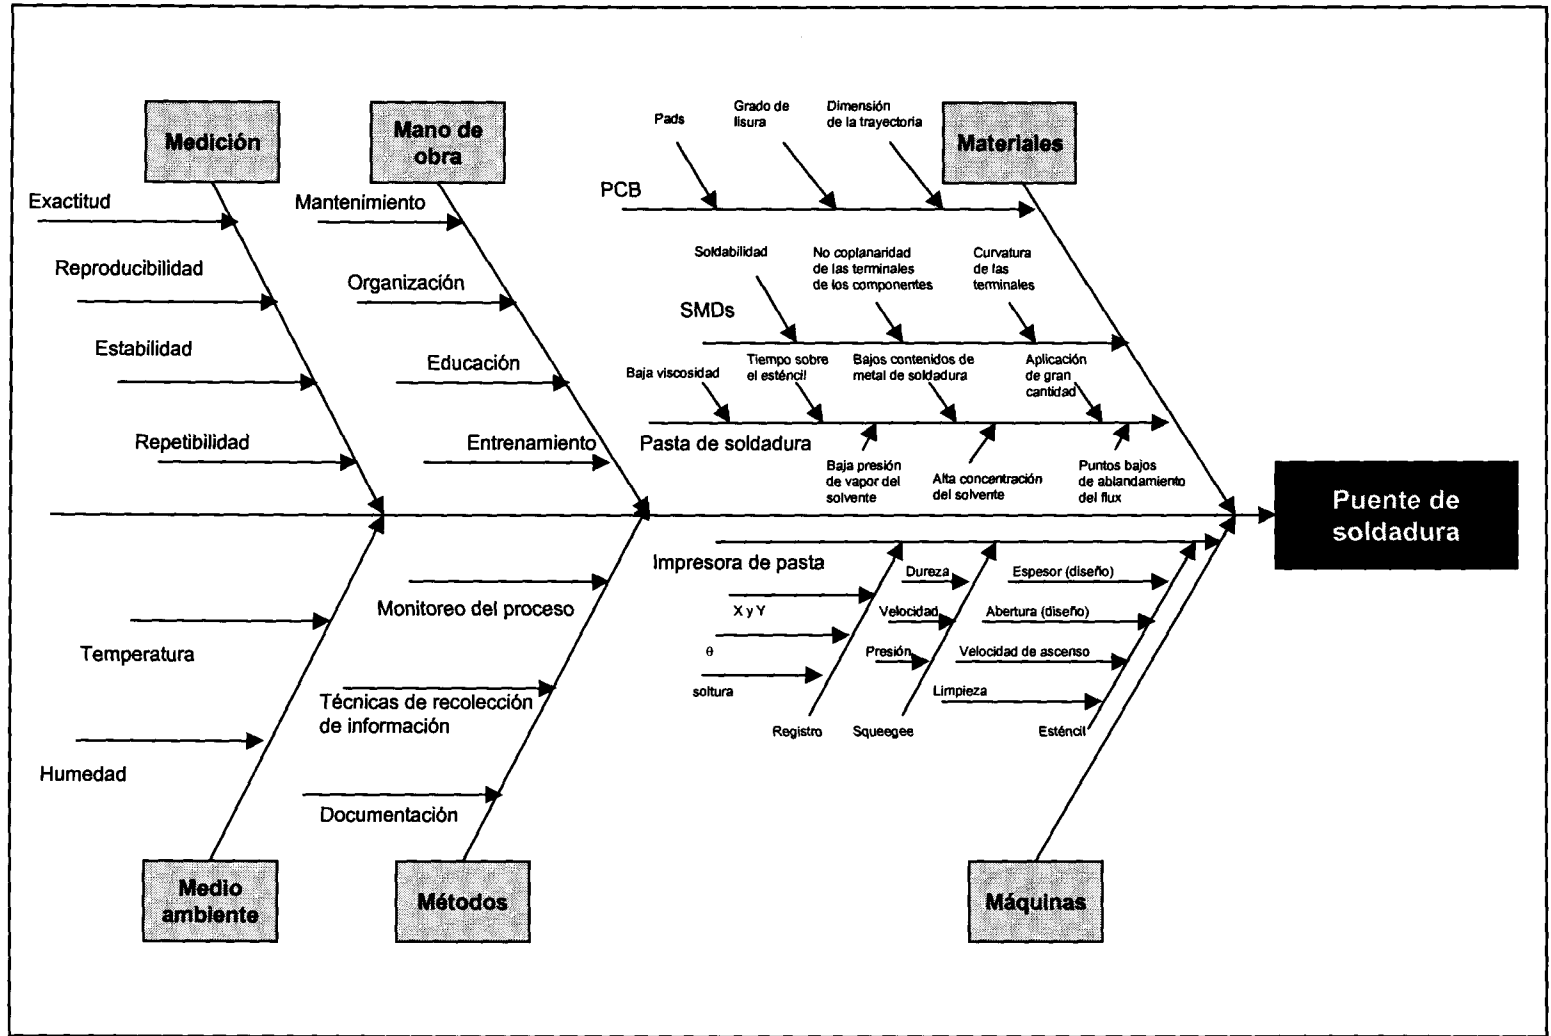 Medición
Mano de
obra
Materiales
Pads
Grado de
lisura
Dimensión
de la trayectoria
PCB
Exactitud
Mantenimiento
Reproducibilidad
Organización
Soldabilidad
No coplanaridad
de las terminales
de los componentes
Curvatura
de las
terminales
SMDs
Estabilidad
Educación
Baja viscosidad
Tiempo sobre
el esténcil
Bajos contenidos de
metal de soldadura
Aplicación
de gran
cantidad
Repetibilidad
Entrenamiento
Pasta de soldadura
Baja presión
de vapor del
solvente
Alta concentración
del solvente
Puntos bajos
de ablandamiento
del flux
Puente de
soldadura
Impresora de pasta
Dureza
Espesor (diseño)
Monitoreo del proceso
X y Y
Velocidad
Abertura (diseño)
Temperatura
θ
Presión
Velocidad de ascenso
soltura
Limpieza
Técnicas de recolección
de información
Registro
Squeegee
Esténcil
Humedad
Documentación
Medio
ambiente
Métodos
Máquinas